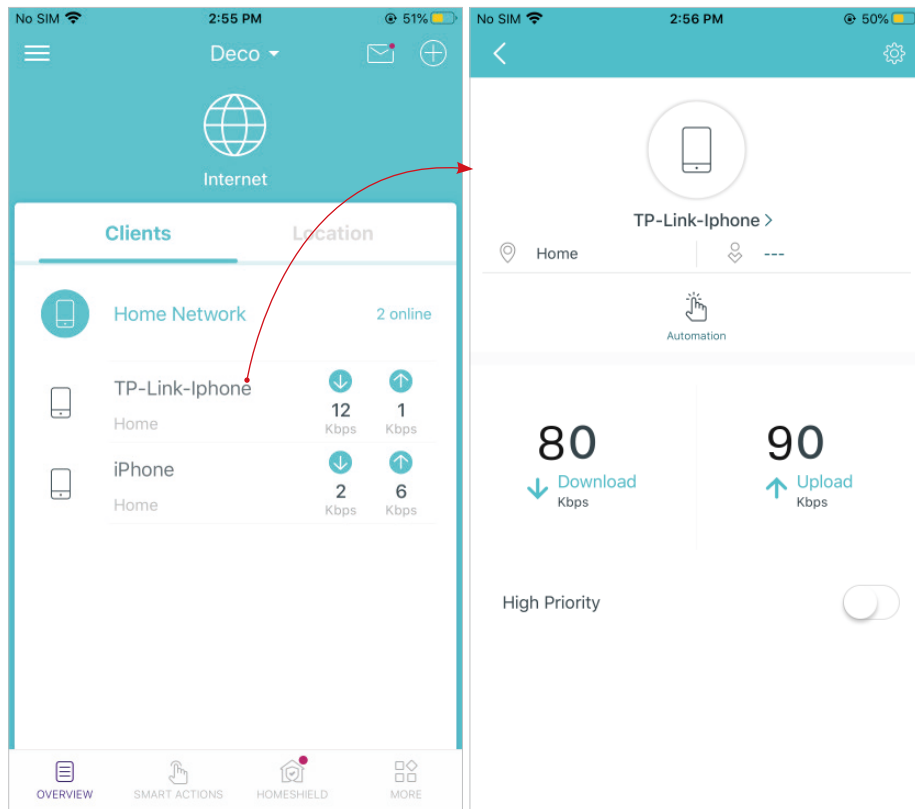 No SIM 2:55 PM 51%
Deco
Internet
Clients Location
Home Network 2 online
TP-Link-Iphone
Home
12 1
Kbps Kbps
iPhone
Home
2 6
Kbps Kbps
OVERVIEW SMART ACTIONS HOMESHIELD MORE
No SIM 2:56 PM 50%
TP-Link-Iphone >
Home ---
Automation
80 90
Download Upload
Kbps Kbps
High Priority